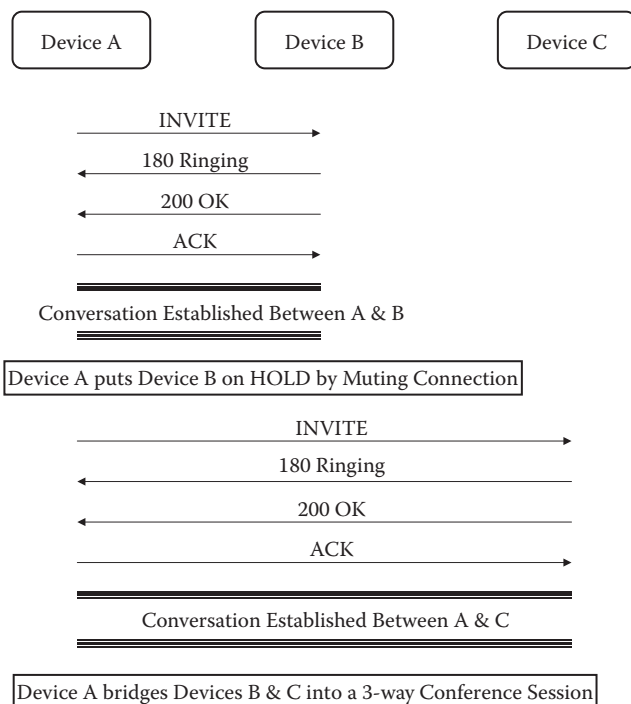 Device A
Device B
Device C
INVITE
180 Ringing
200 OK
ACK
Conversation Established Between A & B
Device A puts Device B on HOLD by Muting Connection
INVITE
180 Ringing
200 OK
ACK
Conversation Established Between A & C
Device A bridges Devices B & C into a 3-way Conference Session